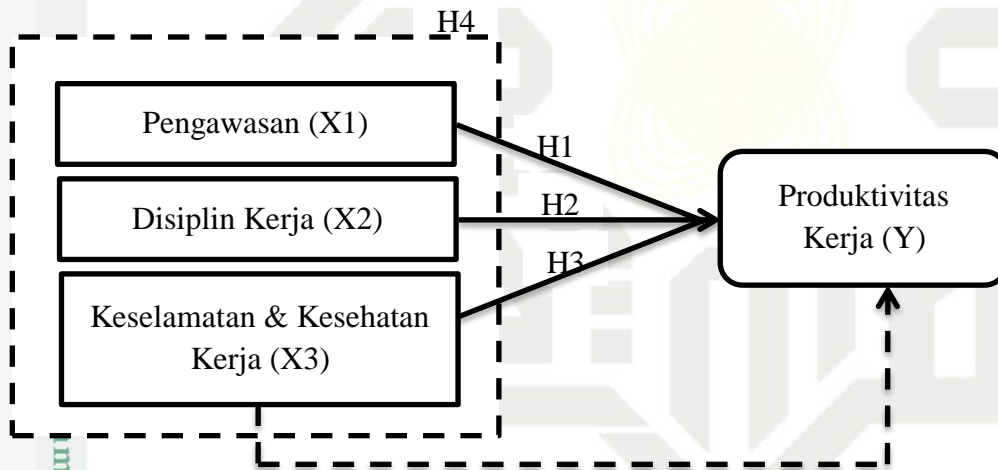 H4
Pengawasan (X1)
H1
Disiplin Kerja (X2)
H2
Produktivitas
Kerja (Y)
H3
Keselamatan & Kesehatan
Kerja (X3)